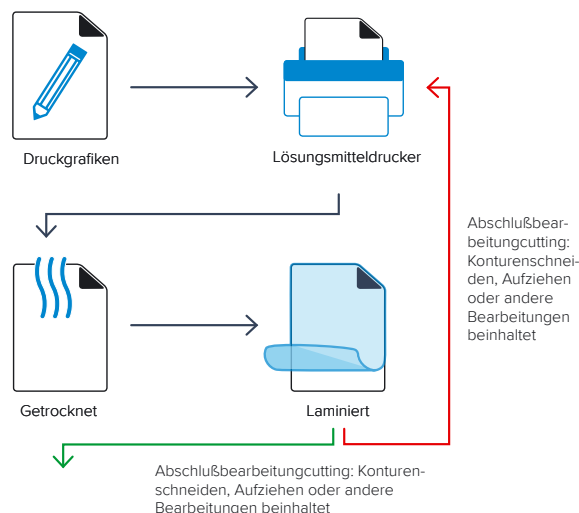 Druckgrafiken
Lösungsmitteldrucker
Abschlußbear-
beitungcutting:
Konturenschnei-
den, Aufziehen
oder andere
Bearbeitungen
beinhaltet
Getrocknet
Laminiert
Abschlußbearbeitungcutting: Konturen-
schneiden, Aufziehen oder andere
Bearbeitungen beinhaltet